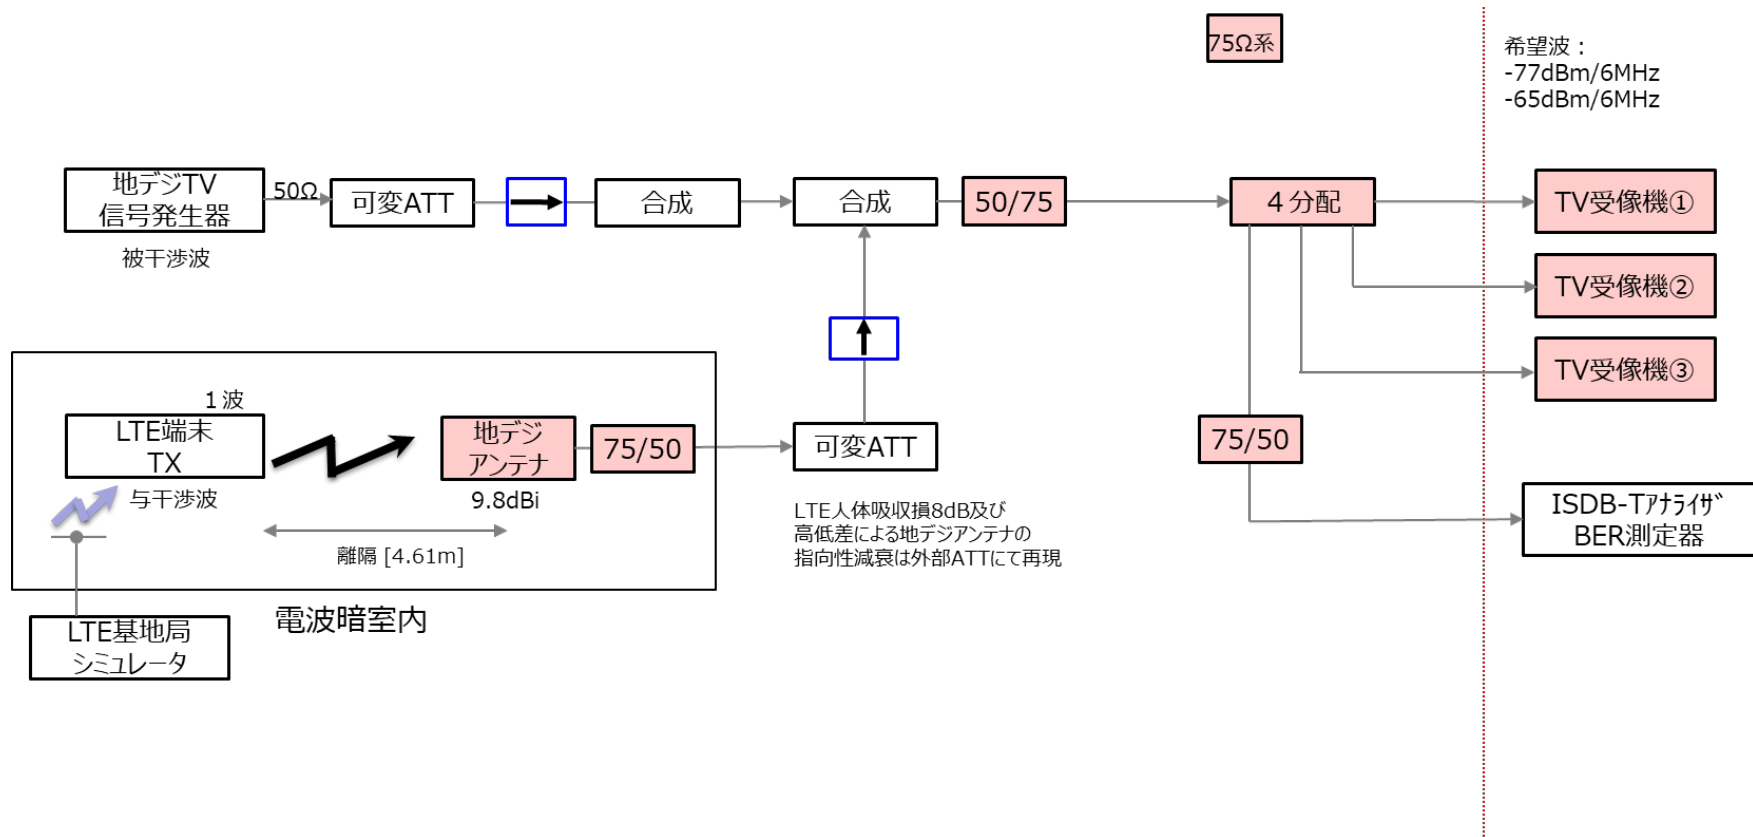 75Ω系
希望波：
-77dBm/6MHz
-65dBm/6MHz
地デジTV
信号発生器
50Ω
可変ATT
合成
合成
50/75
４分配
TV受像機①
被干渉波
TV受像機②
TV受像機③
１波
LTE端末
TX
地デジ
アンテナ
75/50
可変ATT
75/50
与干渉波
9.8dBi
離隔 [4.61m]
LTE人体吸収損8dB及び
高低差による地デジアンテナの
指向性減衰は外部ATTにて再現
ISDB-Tｱﾅﾗｲｻﾞ
BER測定器
電波暗室内
LTE基地局
シミュレータ